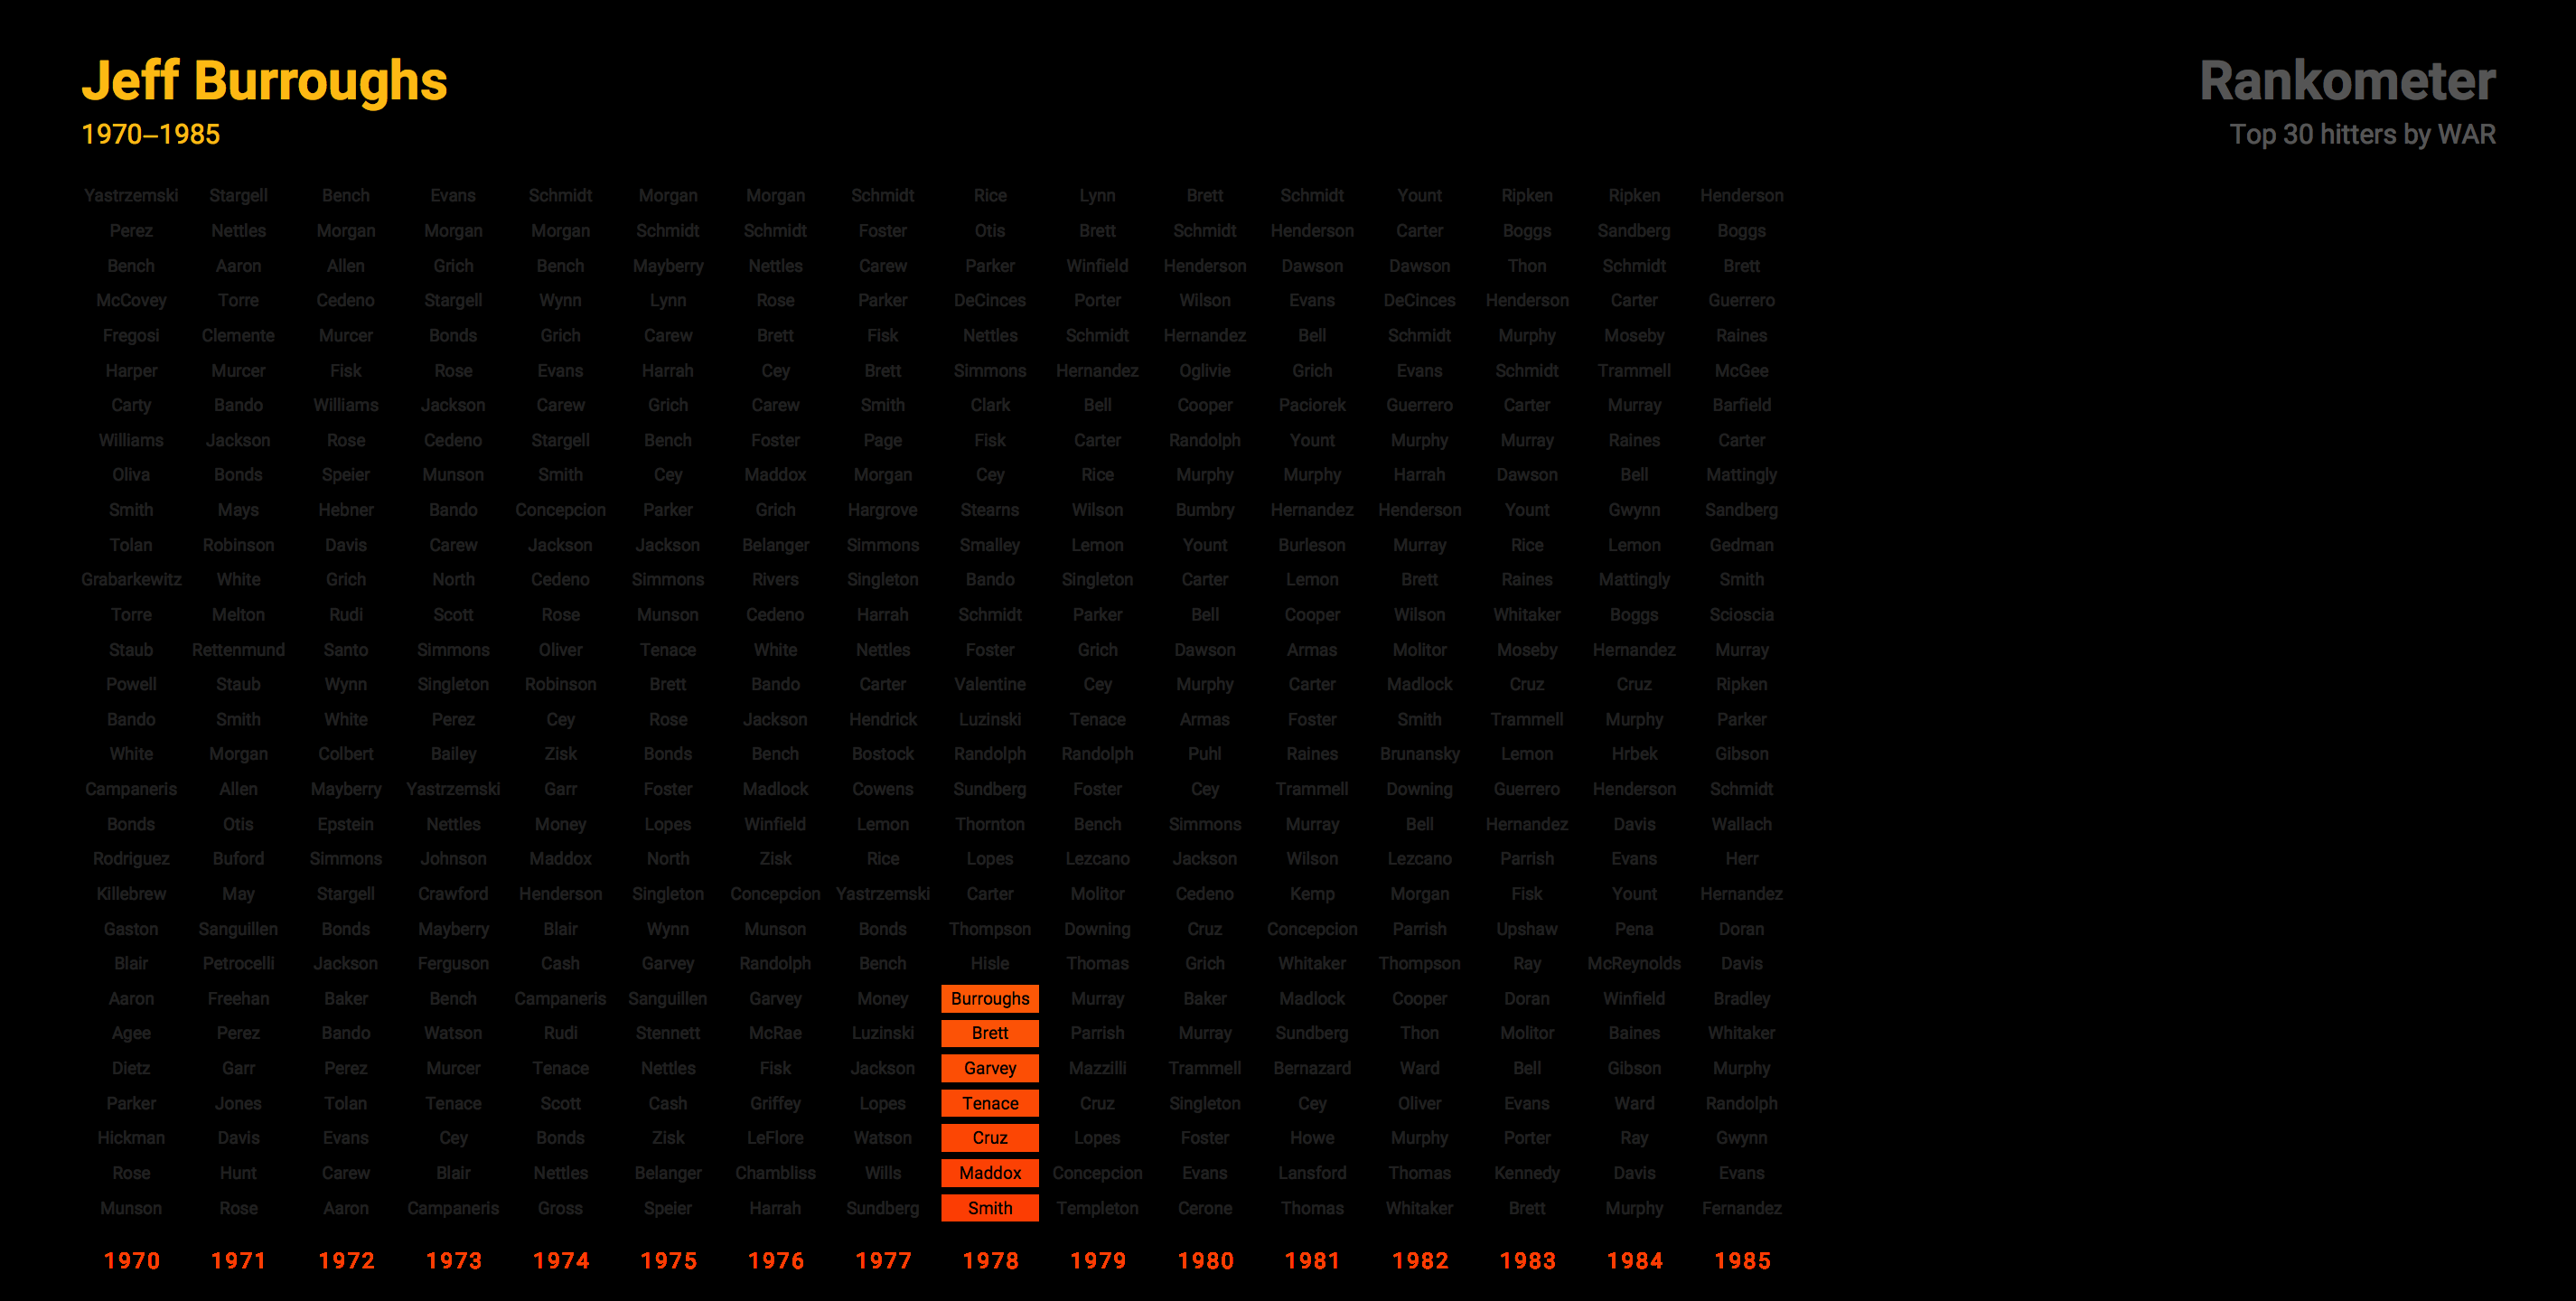 Jeff Burroughs
1970–1985
Rankometer
Top 30 hitters by WAR
Yastrzemski Stargell Bench Evans Schmidt Morgan Morgan Schmidt Rice Lynn Brett Schmidt Yount Ripken Ripken Henderson
Perez Nettles Morgan Morgan Morgan Schmidt Schmidt Foster Otis Brett Schmidt Henderson Carter Boggs Sandberg Boggs
Bench Aaron Allen Grich Bench Mayberry Nettles Carew Parker Winfield Henderson Dawson Dawson Thon Schmidt Brett
McCovey Torre Cedeno Stargell Wynn Lynn Rose Parker DeCinces Porter Wilson Evans DeCinces Henderson Carter Guerrero
Fregosi Clemente Murcer Bonds Grich Carew Brett Fisk Nettles Schmidt Hernandez Bell Schmidt Murphy Moseby Raines
Harper Murcer Fisk Rose Evans Harrah Cey Brett Simmons Hernandez Oglivie Grich Evans Schmidt Trammell McGee
Carty Bando Williams Jackson Carew Grich Carew Smith Clark Bell Cooper Paciorek Guerrero Carter Murray Barfield
Williams Jackson Rose Cedeno Stargell Bench Foster Page Fisk Carter Randolph Yount Murphy Murray Raines Carter
Oliva Bonds Speier Munson Smith Cey Maddox Morgan Cey Rice Murphy Murphy Harrah Dawson Bell Mattingly
Smith Mays Hebner Bando Concepcion Parker Grich Hargrove Stearns Wilson Bumbry Hernandez Henderson Yount Gwynn Sandberg
Tolan Robinson Davis Carew Jackson Jackson Belanger Simmons Smalley Lemon Yount Burleson Murray Rice Lemon Gedman
Grabarkewitz White Grich North Cedeno Simmons Rivers Singleton Bando Singleton Carter Lemon Brett Raines Mattingly Smith
Torre Melton Rudi Scott Rose Munson Cedeno Harrah Schmidt Parker Bell Cooper Wilson Whitaker Boggs Scioscia
Staub Rettenmund Santo Simmons Oliver Tenace White Nettles Foster Grich Dawson Armas Molitor Moseby Hernandez Murray
Powell Staub Wynn Singleton Robinson Brett Bando Carter Valentine Cey Murphy Carter Madlock Cruz Cruz Ripken
Bando Smith White Perez Cey Rose Jackson Hendrick Luzinski Tenace Armas Foster Smith Trammell Murphy Parker
White Morgan Colbert Bailey Zisk Bonds Bench Bostock Randolph Randolph Puhl Raines Brunansky Lemon Hrbek Gibson
Campaneris Allen Mayberry Yastrzemski Garr Foster Madlock Cowens Sundberg Foster Cey Trammell Downing Guerrero Henderson Schmidt
Bonds Otis Epstein Nettles Money Lopes Winfield Lemon Thornton Bench Simmons Murray Bell Hernandez Davis Wallach
Rodriguez Buford Simmons Johnson Maddox North Zisk Rice Lopes Lezcano Jackson Wilson Lezcano Parrish Evans Herr
Killebrew May Stargell Crawford Henderson Singleton Concepcion Yastrzemski Carter Molitor Cedeno Kemp Morgan Fisk Yount Hernandez
Gaston Sanguillen Bonds Mayberry Blair Wynn Munson Bonds Thompson Downing Cruz Concepcion Parrish Upshaw Pena Doran
Blair Petrocelli Jackson Ferguson Cash Garvey Randolph Bench Hisle Thomas Grich Whitaker Thompson Ray McReynolds Davis
Aaron Freehan Baker Bench Campaneris Sanguillen Garvey Money Burroughs Murray Baker Madlock Cooper Doran Winfield Bradley
Agee Perez Bando Watson Rudi Stennett McRae Luzinski Brett Parrish Murray Sundberg Thon Molitor Baines Whitaker
Dietz Garr Perez Murcer Tenace Nettles Fisk Jackson Garvey Mazzilli Trammell Bernazard Ward Bell Gibson Murphy
Parker Jones Tolan Tenace Scott Cash Griffey Lopes Tenace Cruz Singleton Cey Oliver Evans Ward Randolph
Hickman Davis Evans Cey Bonds Zisk LeFlore Watson Cruz Lopes Foster Howe Murphy Porter Ray Gwynn
Rose Hunt Carew Blair Nettles Belanger Chambliss Wills Maddox Concepcion Evans Lansford Thomas Kennedy Davis Evans
Munson Rose Aaron Campaneris Gross Speier Harrah Sundberg Smith Templeton Cerone Thomas Whitaker Brett Murphy Fernandez
1970 1971 1972 1973 1974 1975 1976 1977 1978 1979 1980 1981 1982 1983 1984 1985